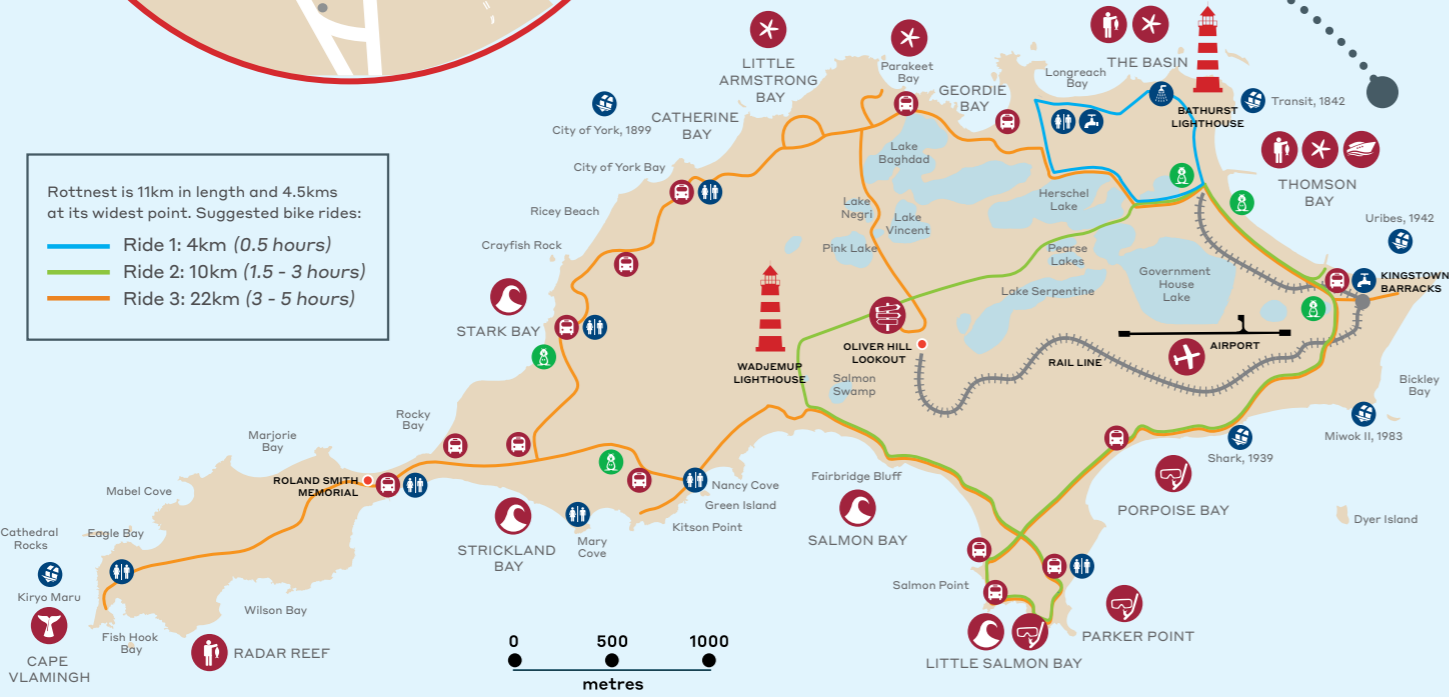 LITTLE
ARMSTRONG
BAY
Parakeet
Bay
GEORDIE
BAY
Longreach
Bay
THE BASIN
BATHURST
LIGHTHOUSE
Transit, 1842
THOMSON
BAY
Uribes, 1942
KINGSTOWN
BARRACKS
City of York, 1899
CATHERINE
BAY
City of York Bay
Ricey Beach
Crayfish Rock
STARK BAY
Rottnest is 11km in length and 4.5kms
at its widest point. Suggested bike rides:
Ride 1: 4km (0.5 hours)
Ride 2: 10km (1.5 - 3 hours)
Ride 3: 22km (3 - 5 hours)
Lake
Baghdad
Herschel
Lake
Lake
Negri
Lake
Vincent
Pink Lake
Pearse
Lakes
Lake Serpentine
Government
House
Lake
OLIVER HILL
LOOKOUT
WADJEMUP
LIGHTHOUSE
Salmon
Swamp
RAIL LINE
AIRPORT
Bickley
Bay
Miwok II, 1983
Shark, 1939
PORPOISE BAY
Dyer Island
Rocky
Bay
Marjorie
Bay
ROLAND SMITH
MEMORIAL
Mabel Cove
Cathedral
Rocks
Eagle Bay
Kiryo Maru
CAPE
VLAMINGH
Fish Hook
Bay
Wilson Bay
RADAR REEF
STRICKLAND
BAY
Mary
Cove
Nancy Cove
Green Island
Kitson Point
Fairbridge Bluff
SALMON BAY
Salmon Point
LITTLE SALMON BAY
PARKER POINT
0 500 1000
metres